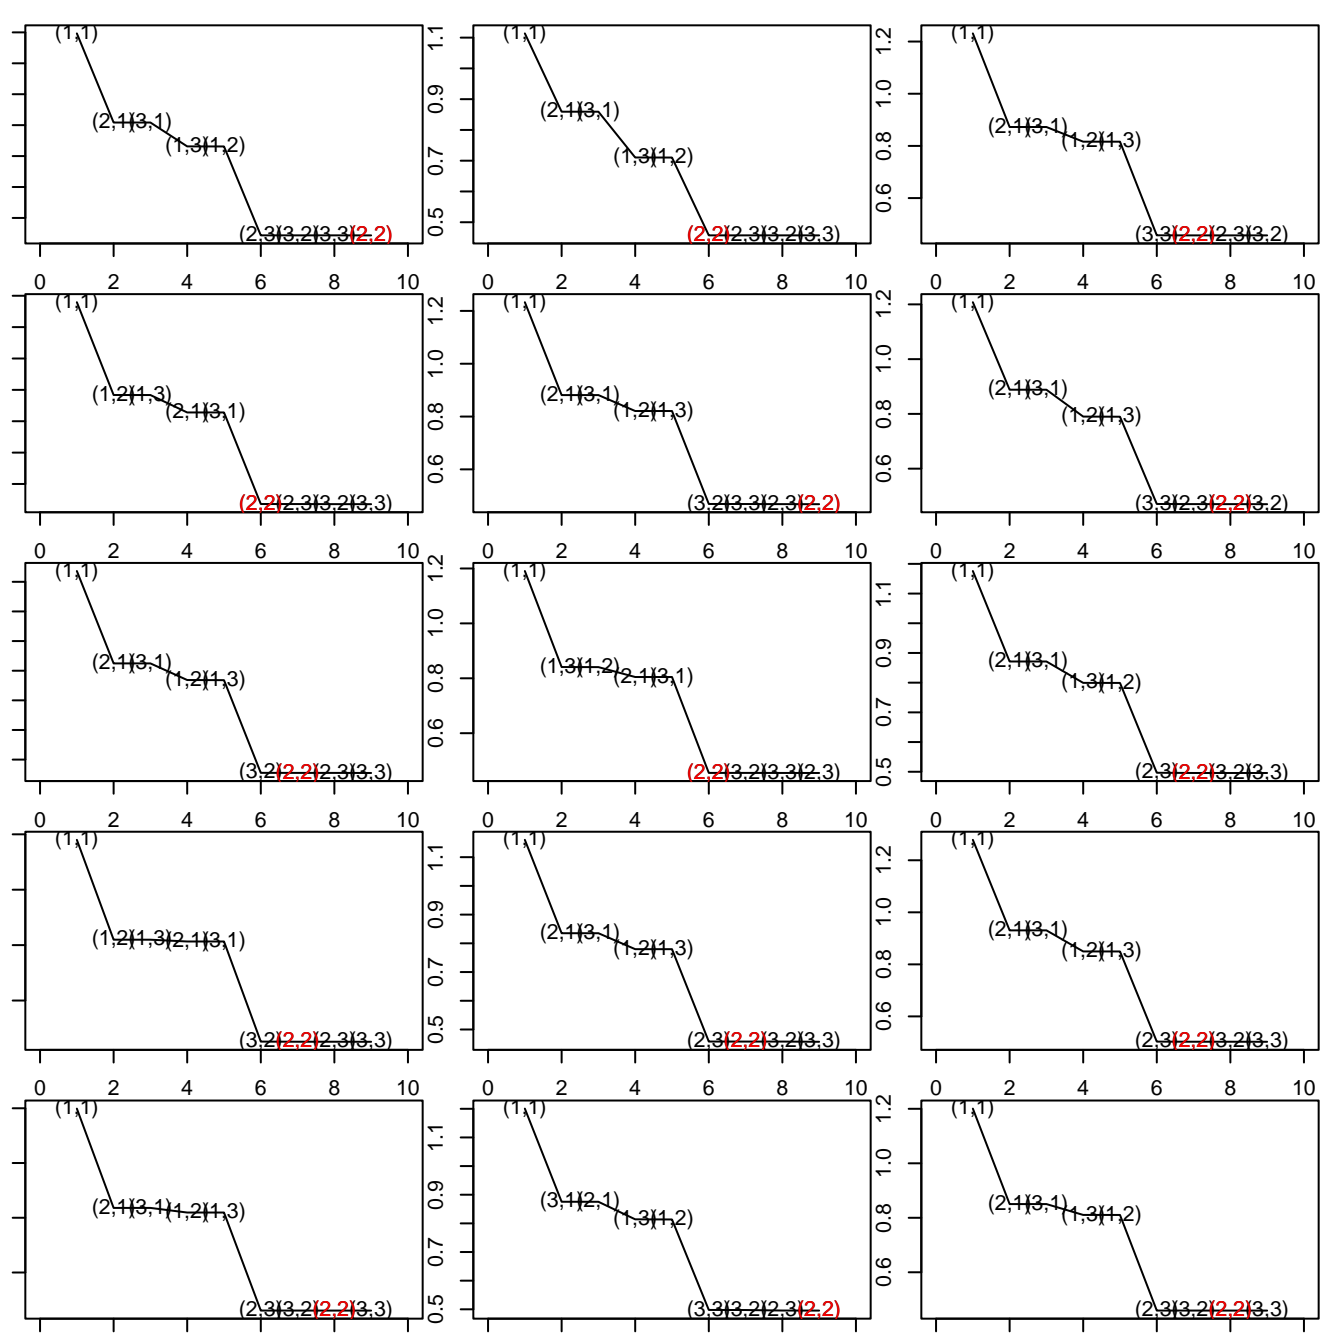 (1,1) (2,1) (3,1) (1,3) (1,2) (2,3) (3,2) (3,3) (2,2)
1.1 0.9 0.7 0.5
(1,1) (2,1) (3,1) (1,3) (1,2) (2,2) (2,3) (3,2) (3,3)
1.2 1.0 0.8 0.6
(1,1) (2,1) (3,1) (1,2) (1,3) (3,3) (2,2) (2,3) (3,2)
0 2 4 6 8 10
0 2 4 6 8 10
0 2 4 6 8 10
(1,1) (1,2) (1,3) (2,1) (3,1) (2,2) (2,3) (3,2) (3,3)
1.2 1.0 0.8 0.6
(1,1) (2,1) (3,1) (1,2) (1,3) (3,2) (3,3) (2,3) (2,2)
1.2 1.0 0.8 0.6
(1,1) (2,1) (3,1) (1,2) (1,3) (3,3) (2,3) (2,2) (3,2)
0 2 4 6 8 10
0 2 4 6 8 10
0 2 4 6 8 10
(1,1) (2,1) (3,1) (1,2) (1,3) (3,2) (2,2) (2,3) (3,3)
1.2 1.0 0.8 0.6
(1,1) (1,3) (1,2) (2,1) (3,1) (2,2) (3,2) (3,3) (2,3)
1.1 0.9 0.7 0.5
(1,1) (2,1) (3,1) (1,3) (1,2) (2,3) (2,2) (3,2) (3,3)
0 2 4 6 8 10
0 2 4 6 8 10
0 2 4 6 8 10
(1,1) (1,2) (1,3) (2,1) (3,1) (3,2) (2,2) (2,3) (3,3)
1.1 0.9 0.7 0.5
(1,1) (2,1) (3,1) (1,2) (1,3) (2,3) (2,2) (3,2) (3,3)
1.2 1.0 0.8 0.6
(1,1) (2,1) (3,1) (1,2) (1,3) (2,3) (2,2) (3,2) (3,3)
0 2 4 6 8 10
0 2 4 6 8 10
0 2 4 6 8 10
(1,1) (2,1) (3,1) (1,2) (1,3) (2,3) (3,2) (2,2) (3,3)
1.1 0.9 0.7 0.5
(1,1) (3,1) (2,1) (1,3) (1,2) (3,3) (3,2) (2,3) (2,2)
1.2 1.0 0.8 0.6
(1,1) (2,1) (3,1) (1,3) (1,2) (2,3) (3,2) (2,2) (3,3)